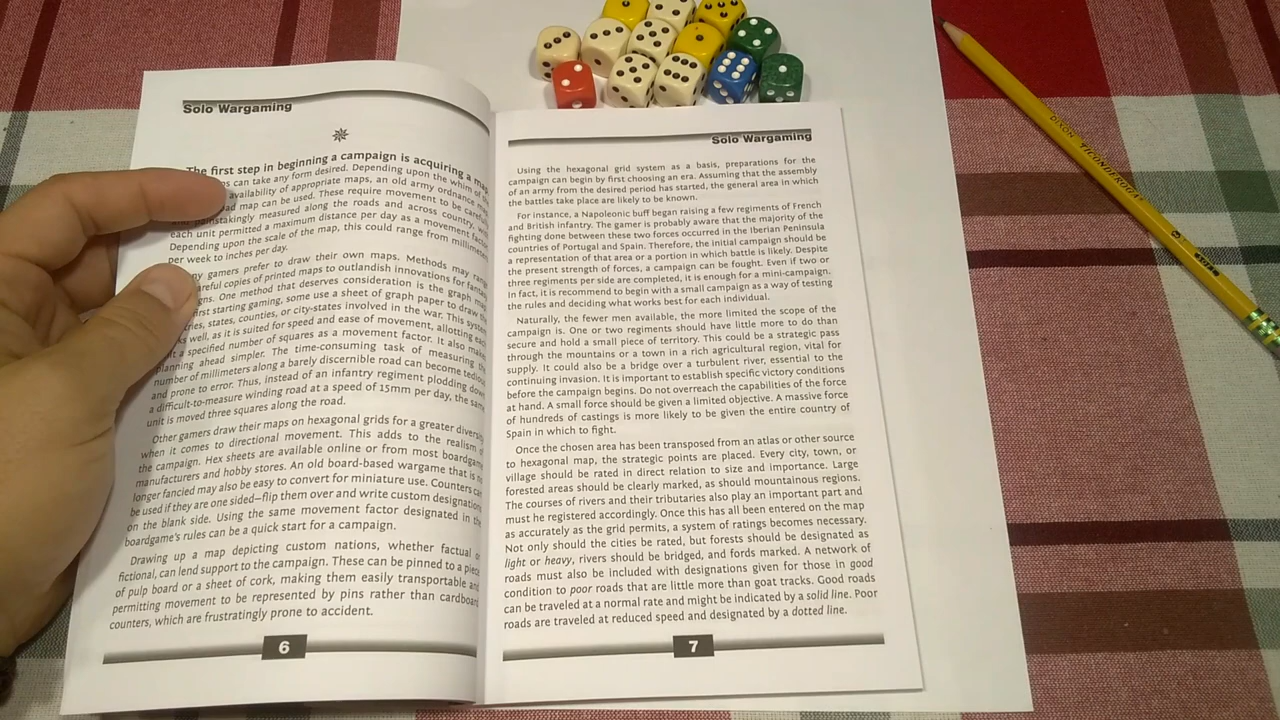 Solo Wargaming
The first step in beginning a campaign is acquiring a map.
can take any form desired. Depending upon the whim or
availability of appropriate maps, an old army ordnance
map can be used. These require movement to be
painstakingly measured along the roads and across country, with
each unit permitted a maximum distance per day as a movement factor.
Depending upon the scale of the map, this could range from millimeters
per week to inches per day.
gamers prefer to draw their own maps. Methods may range
careful copies of printed maps to outlandish innovations for fantasy
One method that deserves consideration is the graph
first starting gaming, some use a sheet of graph paper to draw the
states, counties, or city-states involved in the war. This system
well, as it is suited for speed and ease of movement, allotting each
a specified number of squares as a movement factor. It also makes
planning ahead simpler. The time-consuming task of measuring the
number of millimeters along a barely discernible road can become tedious
and prone to error. Thus, instead of an infantry regiment plodding down
a difficult-to-measure winding road at a speed of 15mm per day, the same
unit is moved three squares along the road.
Other gamers draw their maps on hexagonal grids for a greater diversity
when it comes to directional movement. This adds to the realism of
the campaign. Hex sheets are available online or from most boardgame
manufacturers and hobby stores. An old board-based wargame that is no
longer fancied may also be easy to convert for miniature use. Counters can
be used if they are one sided—flip them over and write custom designations
on the blank side. Using the same movement factor designated in the
boardgame's rules can be a quick start for a campaign.
Drawing up a map depicting custom nations, whether factual or
fictional, can lend support to the campaign. These can be pinned to a piece
of pulp board or a sheet of cork, making them easily transportable and
permitting movement to be represented by pins rather than cardboard
counters, which are frustratingly prone to accident.
6
Solo Wargaming
Using the hexagonal grid system as a basis, preparations for the
campaign can begin by first choosing an era. Assuming that the assembly
of an army from the desired period has started, the general area in which
the battles take place are likely to be known.
For instance, a Napoleonic buff began raising a few regiments of French
and British infantry. The gamer is probably aware that the majority of the
fighting done between these two forces occurred in the Iberian Peninsula
countries of Portugal and Spain. Therefore, the initial campaign should be
a representation of that area or a portion in which battle is likely. Despite
the present strength of forces, a campaign can be fought. Even if two or
three regiments per side are completed, it is enough for a mini-campaign.
In fact, it is recommend to begin with a small campaign as a way of testing
the rules and deciding what works best for each individual.
Naturally, the fewer men available, the more limited the scope of the
campaign is. One or two regiments should have little more to do than
secure and hold a small piece of territory. This could be a strategic pass
through the mountains or a town in a rich agricultural region, vital for
supply. It could also be a bridge over a turbulent river, essential to the
continuing invasion. It is important to establish specific victory conditions
before the campaign begins. Do not overreach the capabilities of the force
at hand. A small force should be given a limited objective. A massive force
of hundreds of castings is more likely to be given the entire country of
Spain in which to fight.
Once the chosen area has been transposed from an atlas or other source
to hexagonal map, the strategic points are placed. Every city, town, or
village should be rated in direct relation to size and importance. Large
forested areas should be clearly marked, as should mountainous regions.
The courses of rivers and their tributaries also play an important part and
must he registered accordingly. Once this has all been entered on the map
as accurately as the grid permits, a system of ratings becomes necessary.
Not only should the cities be rated, but forests should be designated as
light or heavy, rivers should be bridged, and fords marked. A network of
roads must also be included with designations given for those in good
condition to poor roads that are little more than goat tracks. Good roads
can be traveled at a normal rate and might be indicated by a solid line. Poor
roads are traveled at reduced speed and designated by a dotted line.
7
DIXON TICONDEROGA